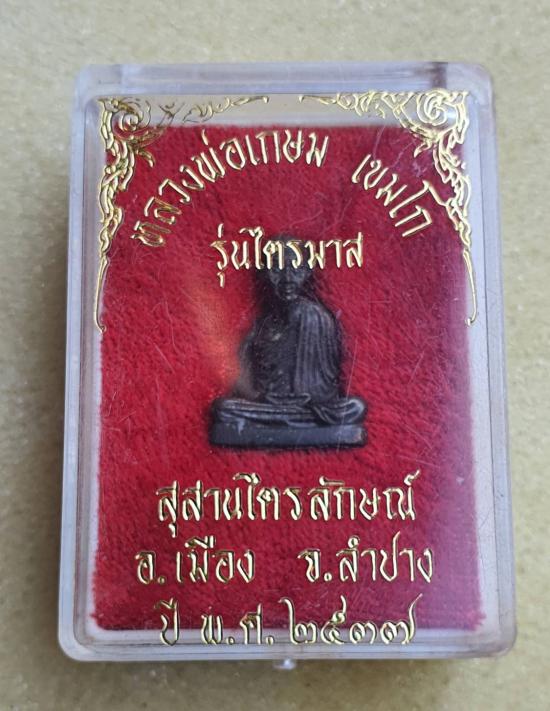 หลวงพ่อเกษม เขมโก
รุ่นไตรมาส
สุสานไตรลักษณ์
อ.เมือง จ.ลำปาง
ปี พ.ศ.๒๕๓๗